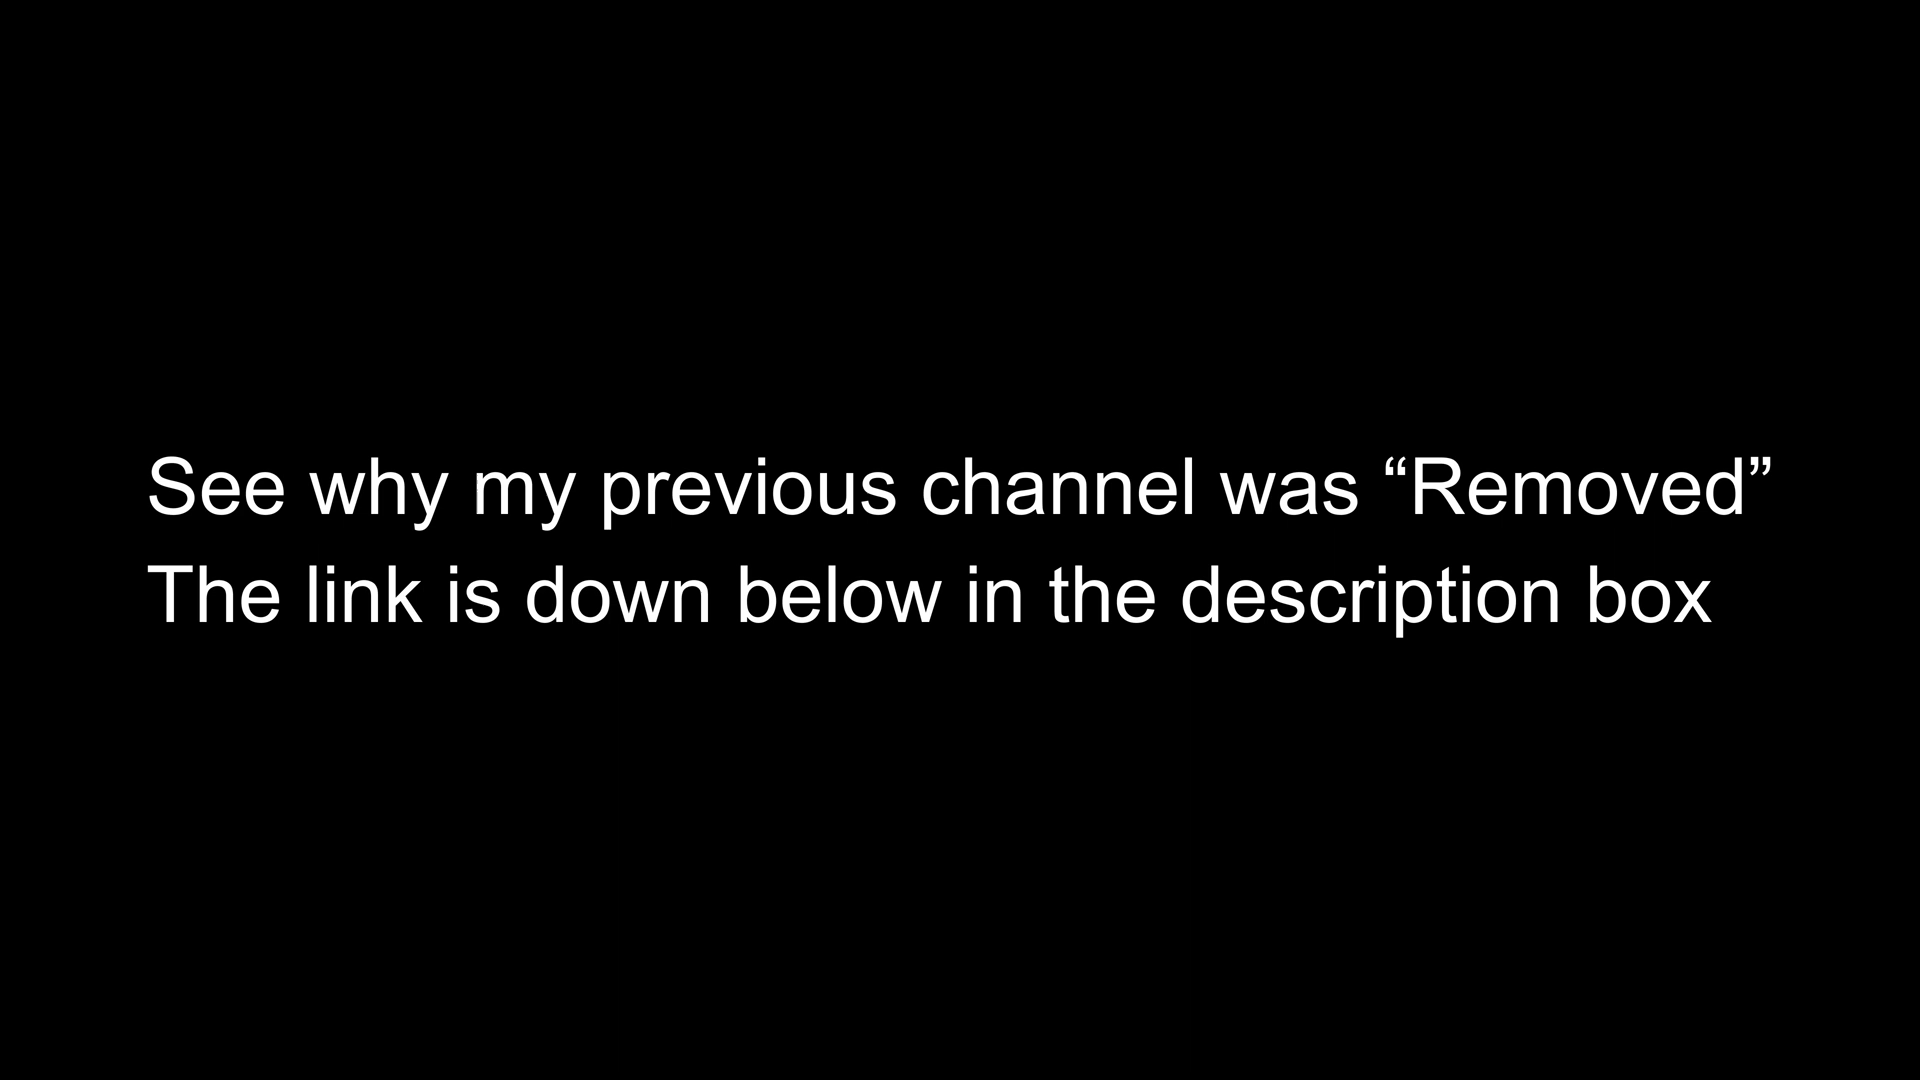 See why my previous channel was “Removed”
The link is down below in the description box